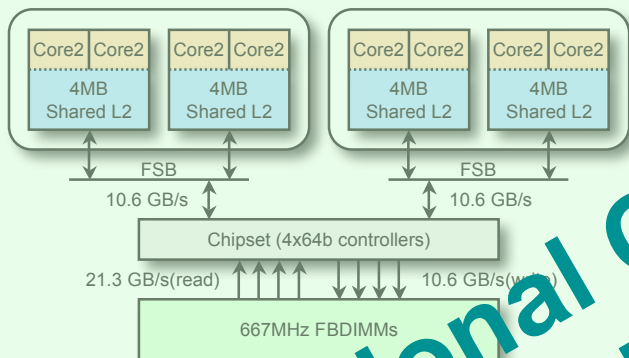 Core2 Core2 Core2 Core2 Core2 Core2 Core2 Core2
4MB 4MB 4MB 4MB
Shared L2 Shared L2 Shared L2 Shared L2
FSB FSB
10.6 GB/s 10.6 GB/s
Chipset (4x64b controllers)
21.3 GB/s(read) 10.6 GB/s(write)
667MHz FBDIMMs